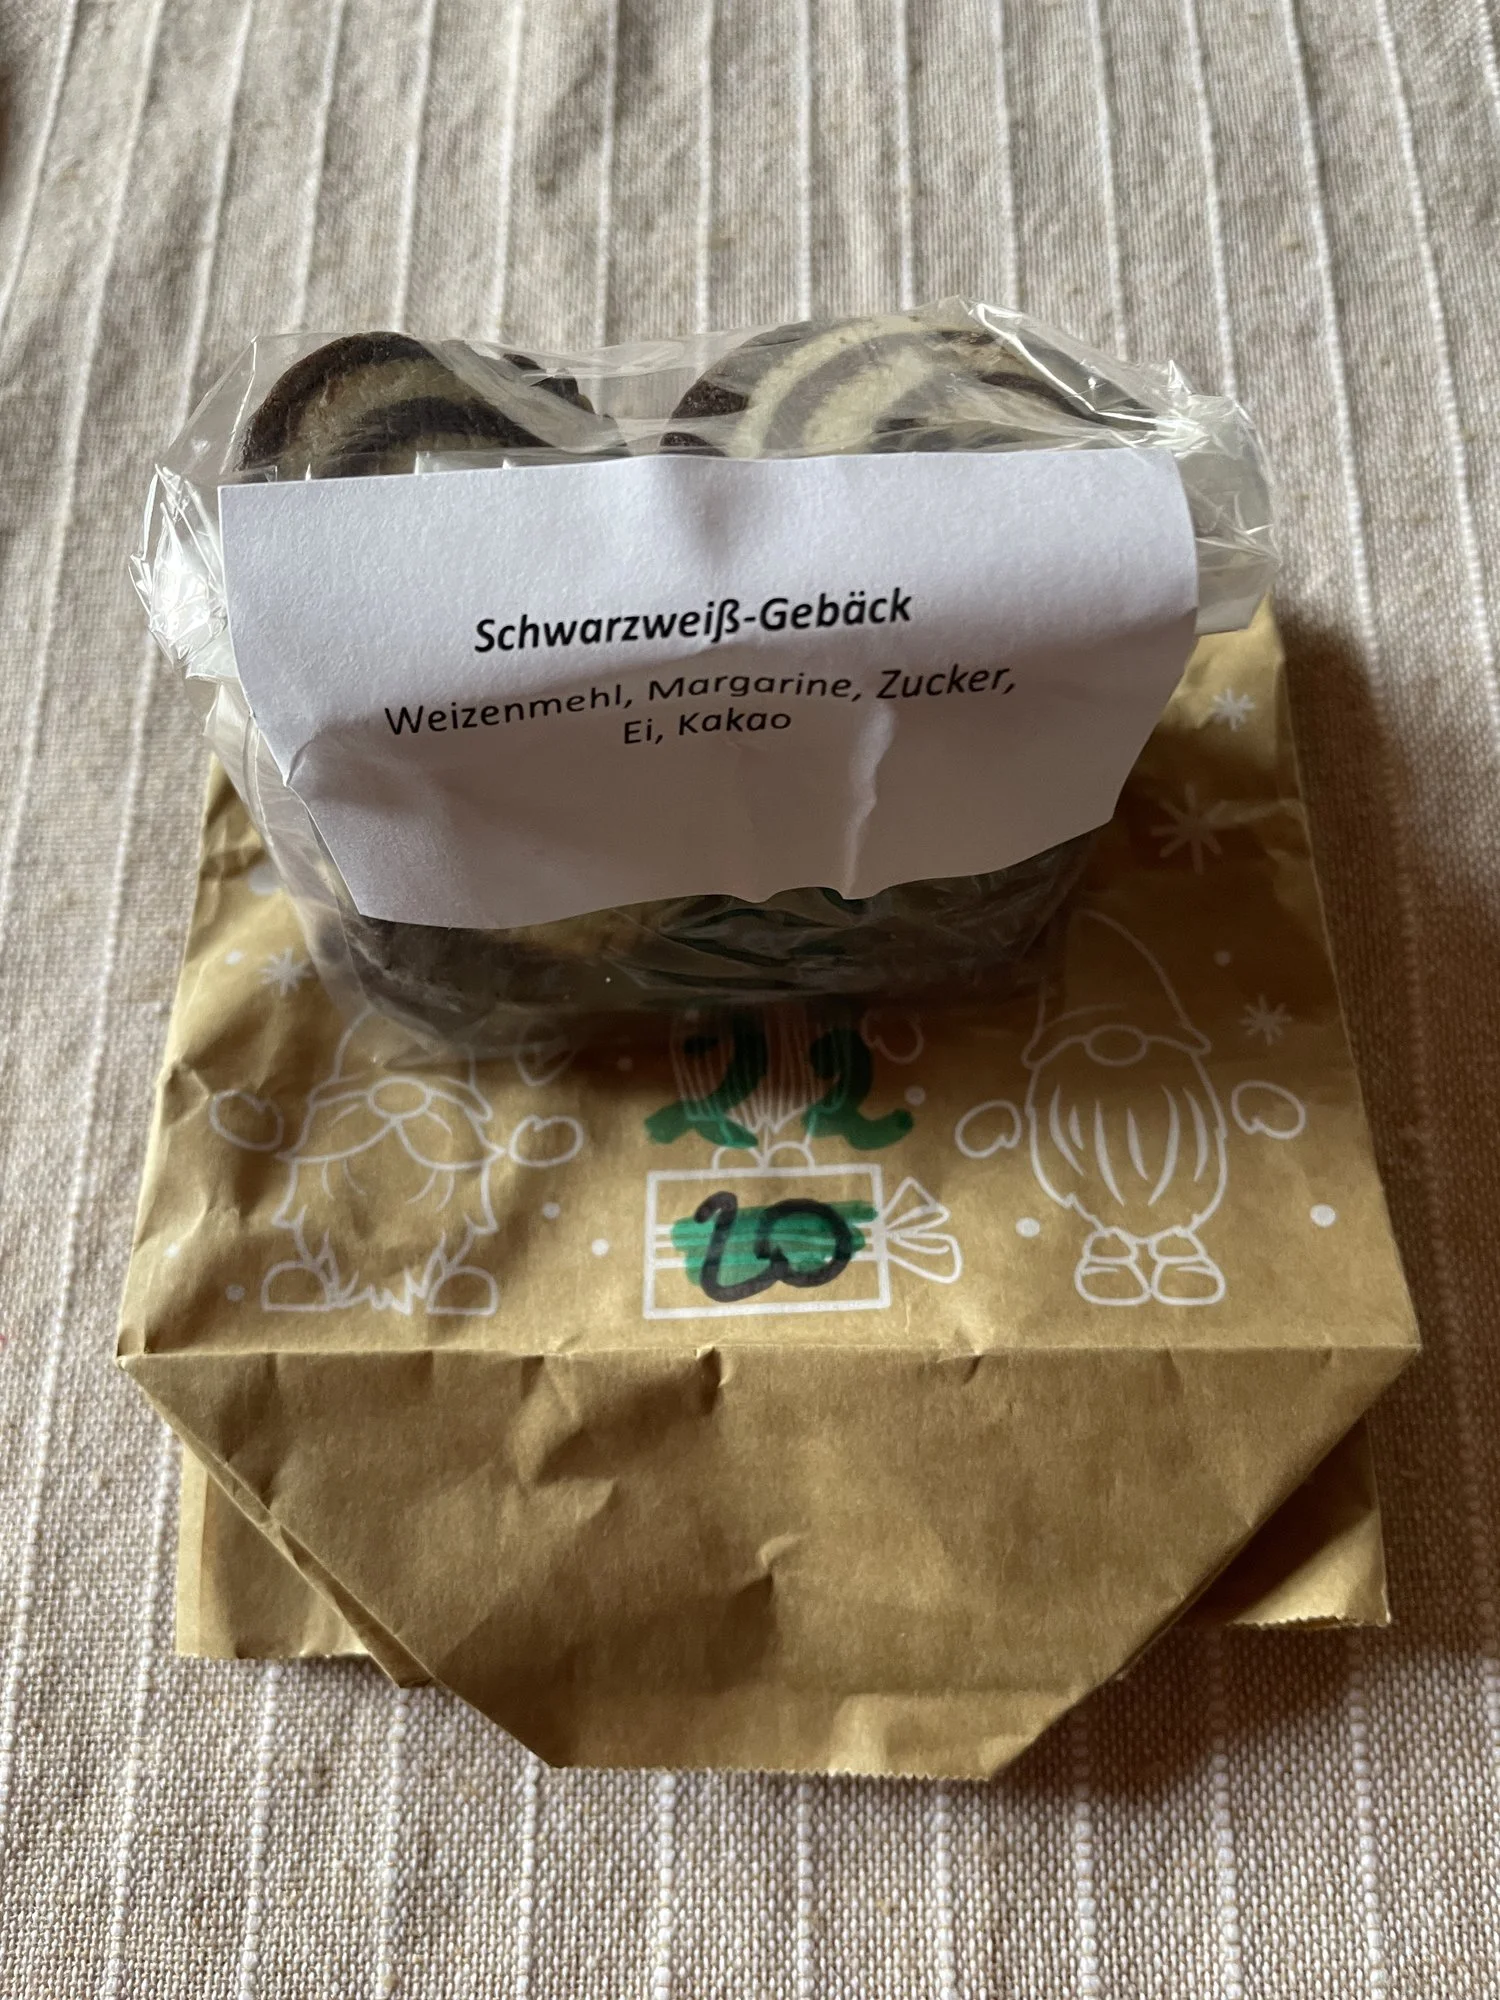 Schwarzweiß-Gebäck
Weizenmehl, Margarine, Zucker,
Ei, Kakao
22
20